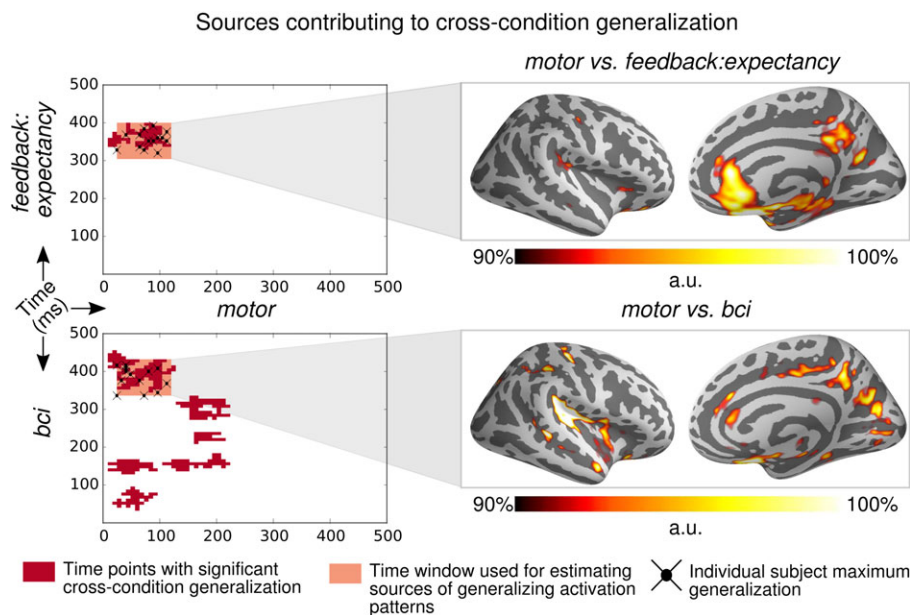 Sources contributing to cross-condition generalization
motor vs. feedback:expectancy
feedback:
expectancy
500
400
300
200
100
0
100
200
300
400
500
90%
100%
a.u.
Time
(ms)
motor
motor vs. bci
bci
500
400
300
200
100
0
100
200
300
400
500
90%
100%
a.u.
Time points with significant
cross-condition generalization
Time window used for estimating
sources of generalizing activation
patterns
Individual subject maximum
generalization